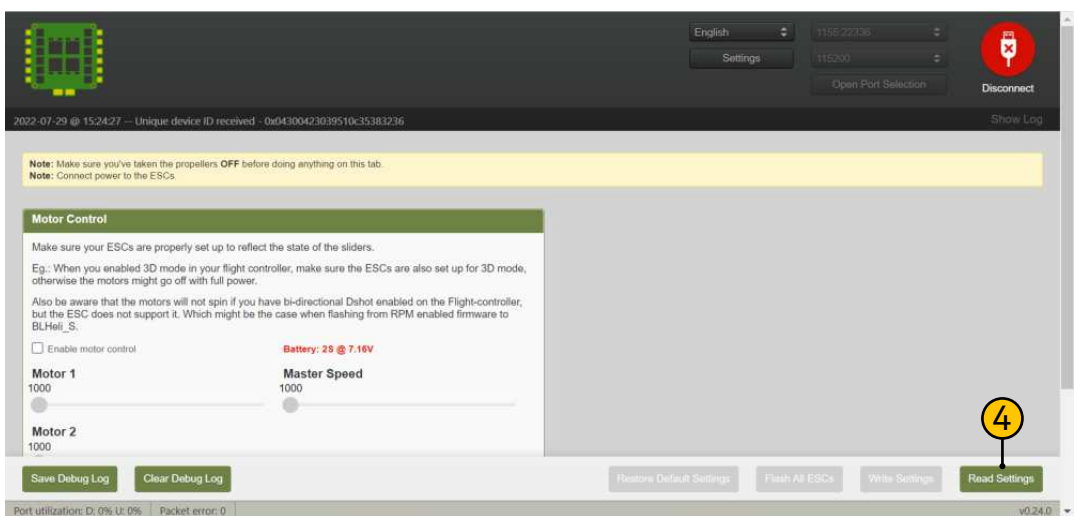 English
1155:22336
Settings
115200
Open Port Selection
Disconnect
2022-07-29 @ 15:24:27 -- Unique device ID received - 0x04300423039510c35383236
Show Log
Note: Make sure you've taken the propellers OFF before doing anything on this tab.
Note: Connect power to the ESCs
Motor Control
Make sure your ESCs are properly set up to reflect the state of the sliders.
Eg.: When you enabled 3D mode in your flight controller, make sure the ESCs are also set up for 3D mode,
otherwise the motors might go off with full power.
Also be aware that the motors will not spin if you have bi-directional Dshot enabled on the Flight-controller,
but the ESC does not support it. Which might be the case when flashing from RPM enabled firmware to
BLHeli_S.
Enable motor control
Battery: 2S @ 7.16V
Motor 1
1000
Master Speed
1000
Motor 2
1000
4
Save Debug Log
Clear Debug Log
Restore Default Settings
Flash All ESCs
Write Settings
Read Settings
Port utilization: D: 0% U: 0%
Packet error: 0
v0.24.0